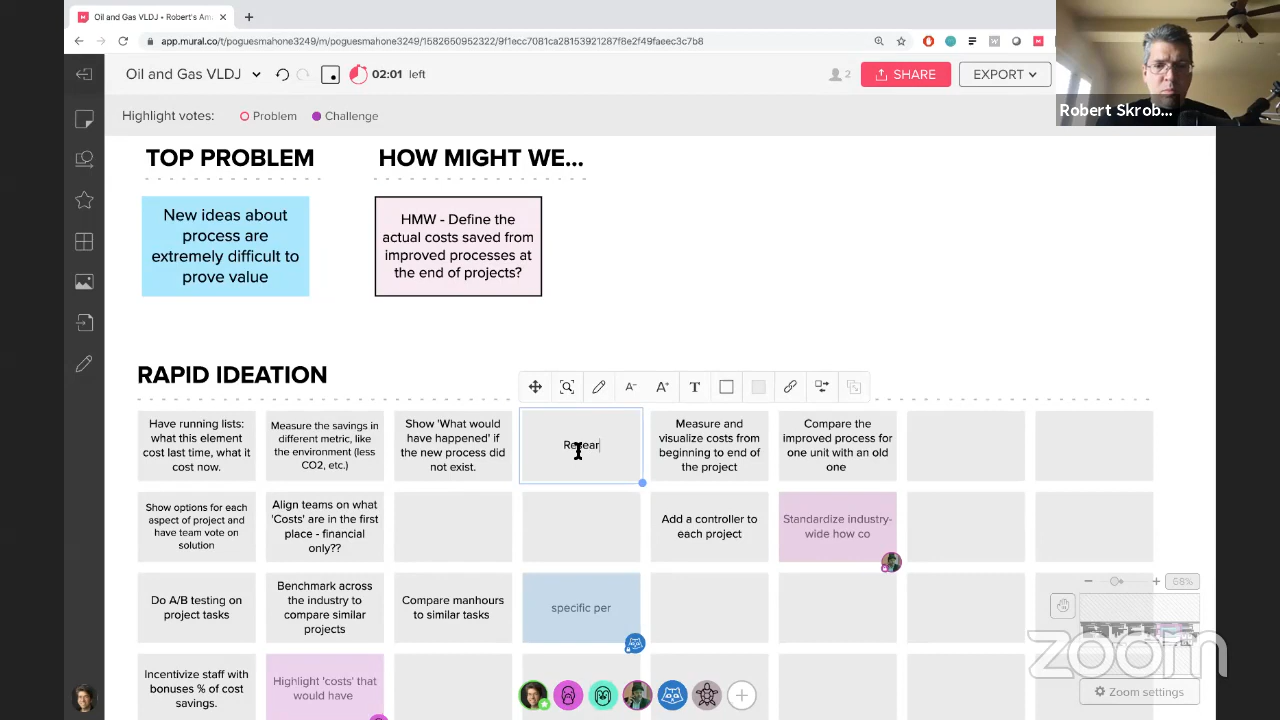 Oil and Gas VLDJ • Robert's Am
app.mural.co/t/poguesmahone3249/m/poguesmahone3249/1582650952322/9f1ecc7081ca28153921287f8e2f49faeec3c7b8
Oil and Gas VLDJ
02:01 left
2
SHARE
EXPORT
Robert Skrob...
Highlight votes:
Problem
Challenge
TOP PROBLEM
HOW MIGHT WE...
New ideas about
process are
extremely difficult to
prove value
HMW - Define the
actual costs saved from
improved processes at
the end of projects?
RAPID IDEATION
Have running lists:
what this element
cost last time, what it
cost now.
Measure the savings in
different metric, like
the environment (less
CO2, etc.)
Show 'What would
have happened' if
the new process did
not exist.
Resear
Measure and
visualize costs from
beginning to end of
the project
Compare the
improved process for
one unit with an old
one
Show options for each
aspect of project and
have team vote on
solution
Align teams on what
'Costs' are in the first
place - financial
only??
Add a controller to
each project
Standardize industry-
wide how co
Do A/B testing on
project tasks
Benchmark across
the industry to
compare similar
projects
Compare manhours
to similar tasks
specific per
Incentivize staff with
bonuses % of cost
savings.
Highlight 'costs' that
would have
58%
Zoom settings
zoom